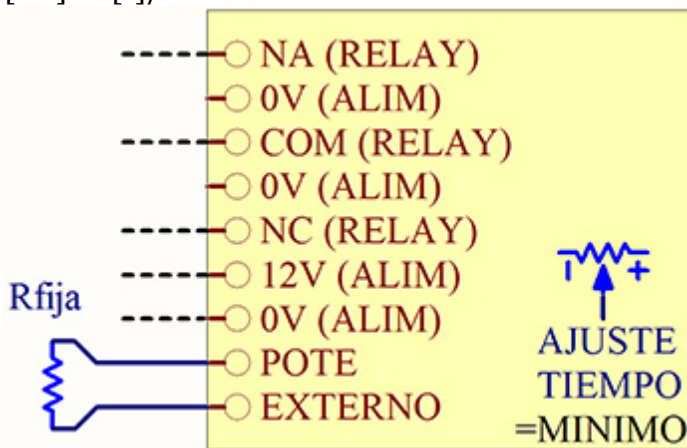 NA (RELAY)
0V (ALIM)
COM (RELAY)
0V (ALIM)
NC (RELAY)
12V (ALIM)
0V (ALIM)
POTE
EXTERNO
Rfija
- +
AJUSTE
TIEMPO
=MINIMO